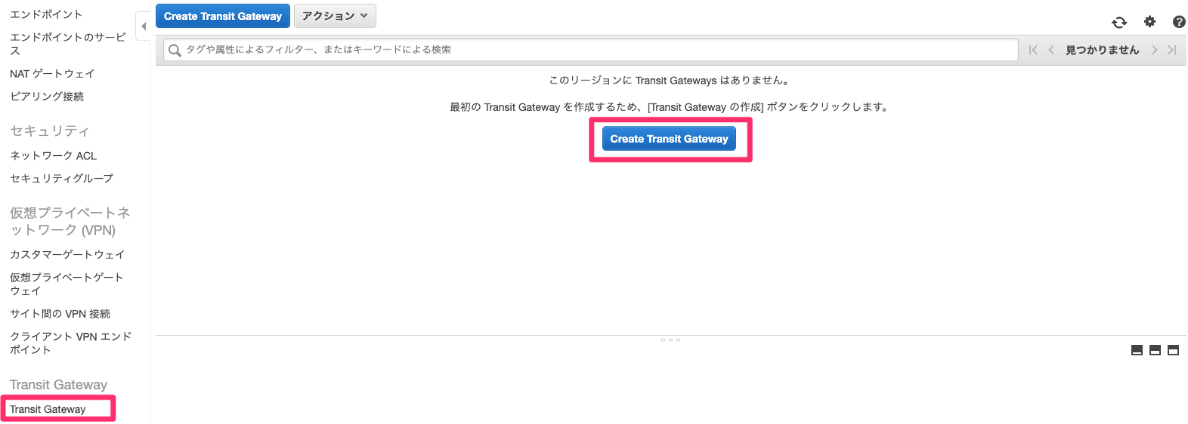 エンドポイント
エンドポイントのサービ
ス
NAT ゲートウェイ
ピアリング接続
セキュリティ
ネットワーク ACL
セキュリティグループ
仮想プライベートネ
ットワーク (VPN)
カスタマーゲートウェイ
仮想プライベートゲート
ウェイ
サイト間の VPN 接続
クライアント VPN エンド
ポイント
Transit Gateway
Transit Gateway
Create Transit Gateway
アクション
タグや属性によるフィルター、またはキーワードによる検索
見つかりません
このリージョンに Transit Gateways はありません。
最初の Transit Gateway を作成するため、[Transit Gateway の作成] ボタンをクリックします。
Create Transit Gateway